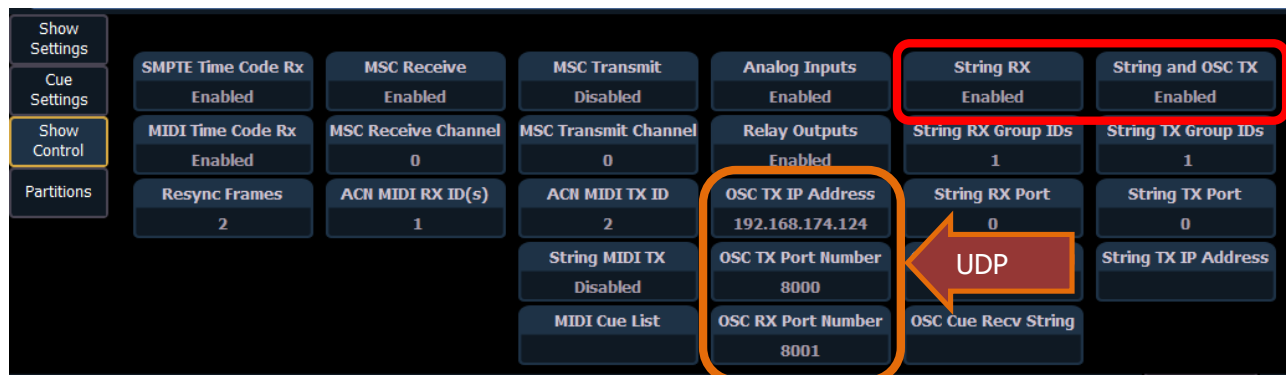 Show
Settings
Cue
Settings
Show
Control
Partitions
SMPTE Time Code Rx
Enabled
MSC Receive
Enabled
MSC Transmit
Disabled
Analog Inputs
Enabled
String RX
Enabled
String and OSC TX
Enabled
MIDI Time Code Rx
Enabled
MSC Receive Channel
0
MSC Transmit Channel
0
Relay Outputs
Enabled
String RX Group IDs
1
String TX Group IDs
1
Resync Frames
2
ACN MIDI RX ID(s)
1
ACN MIDI TX ID
2
OSC TX IP Address
192.168.174.124
String RX Port
0
String TX Port
0
String MIDI TX
Disabled
OSC TX Port Number
8000
UDP
String TX IP Address
MIDI Cue List
OSC RX Port Number
8001
OSC Cue Recv String